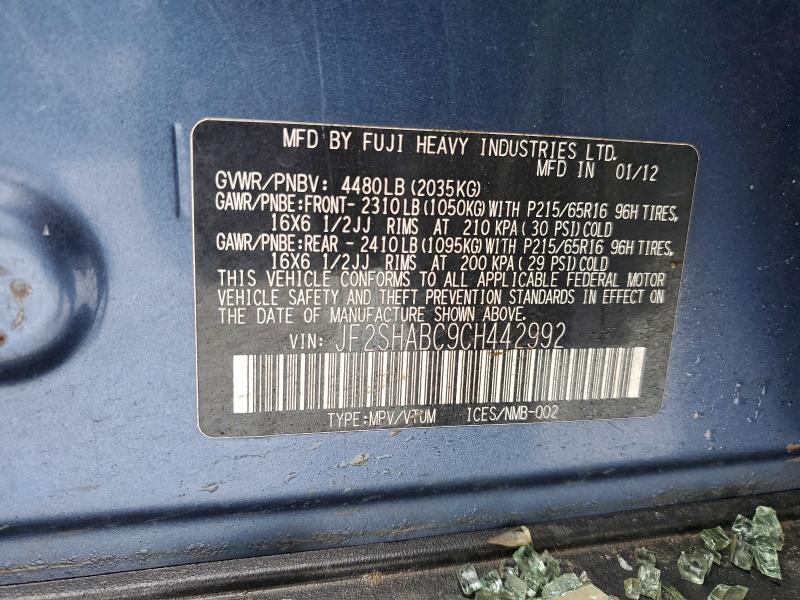 MFD BY FUJI HEAVY INDUSTRIES LTD.
MFD IN 01/12
GVWR/PNBV: 4480LB(2035KG)
GAWR/PNBE:FRONT- 2310LB(1050KG)WITH P215/65R16 96H TIRES,
16X6 1/2JJ RIMS AT 210 KPA( 30 PSI)COLD
GAWR/PNBE:REAR - 2410LB(1095KG)WITH P215/65R16 96H TIRES,
16X6 1/2JJ RIMS AT 200 KPA( 29 PSI)COLD
THIS VEHICLE CONFORMS TO ALL APPLICABLE FEDERAL MOTOR
VEHICLE SAFETY AND THEFT PREVENTION STANDARDS IN EFFECT ON
THE DATE OF MANUFACTURE SHOWN ABOVE.
VIN: JF2SHABC9CH442992
TYPE:MPV/VTUM ICES/NMB-002